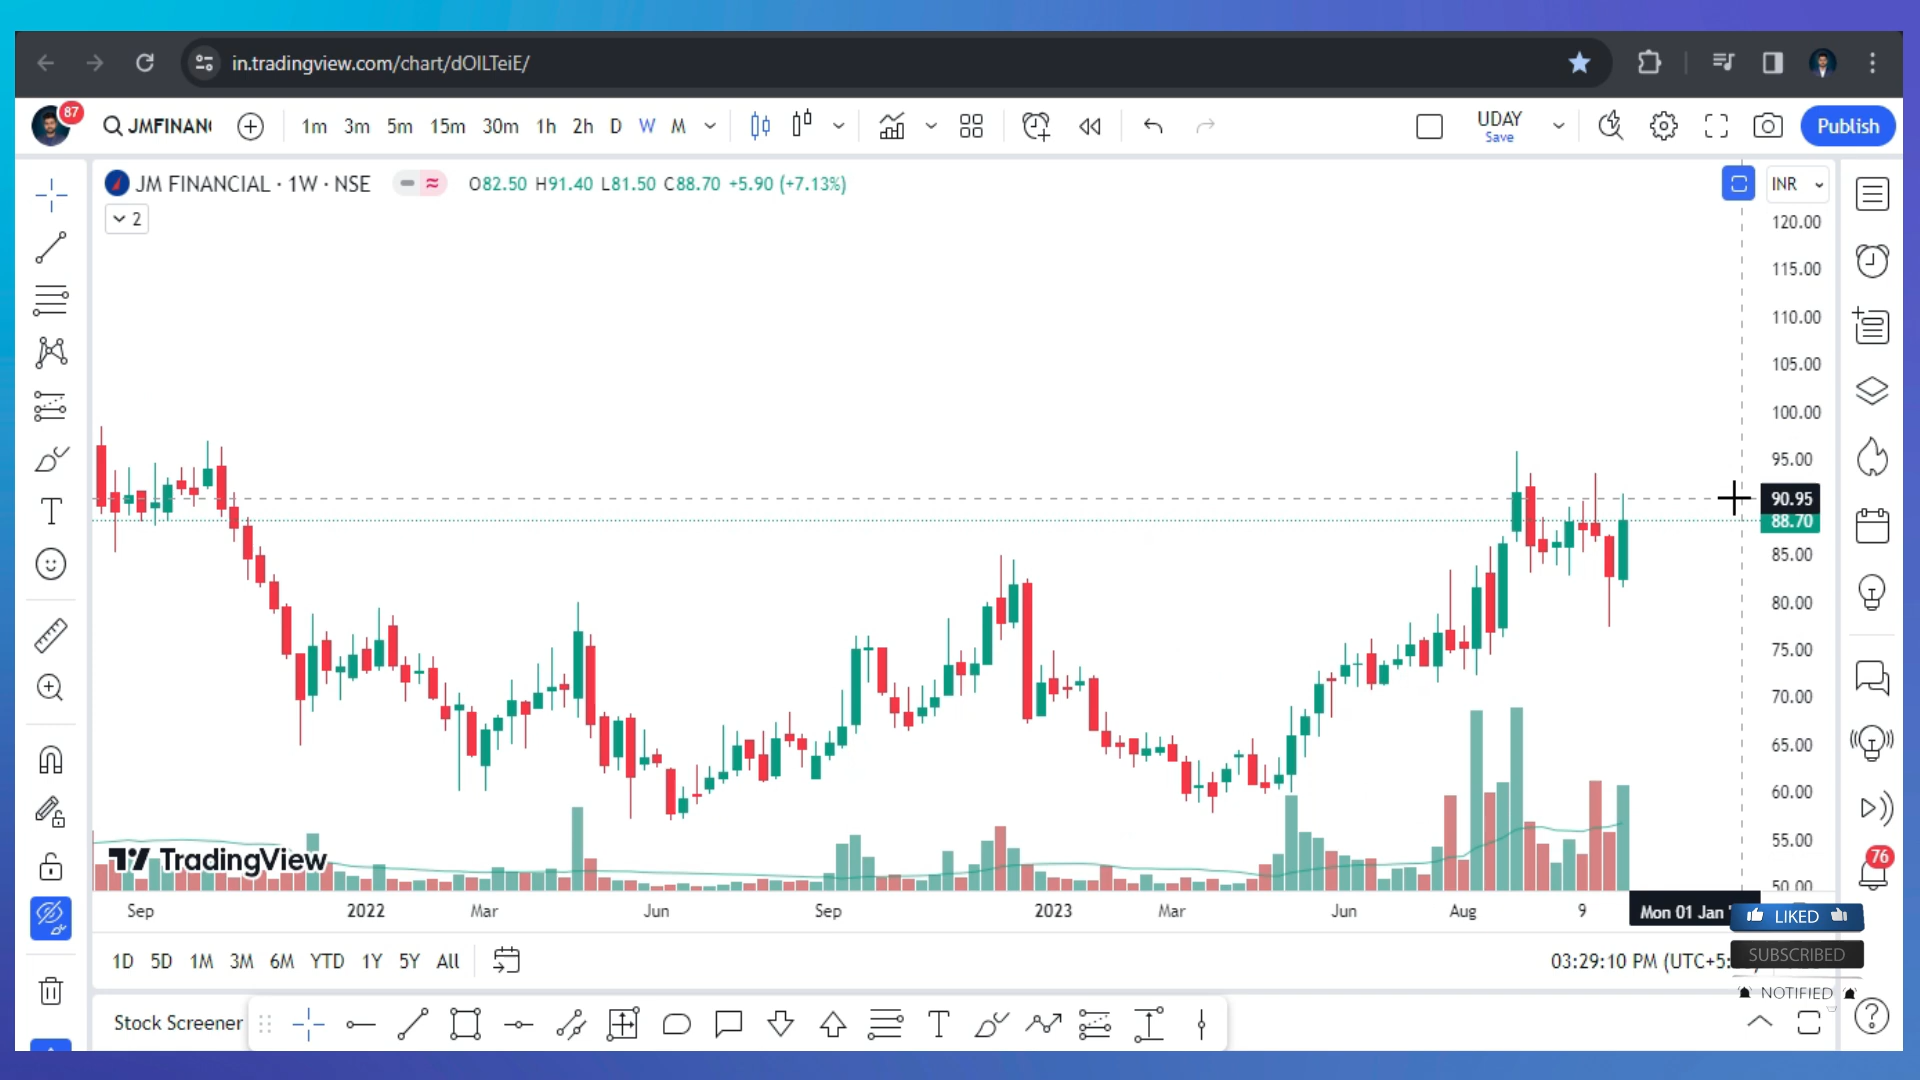 in.tradingview.com/chart/dOILTeiE/
87
JMFINAN
1m 3m 5m 15m 30m 1h 2h D W M
UDAY
Save
Publish
JM FINANCIAL · 1W · NSE
O82.50 H91.40 L81.50 C88.70 +5.90 (+7.13%)
INR
2
120.00
115.00
110.00
105.00
100.00
95.00
90.95
88.70
85.00
80.00
75.00
70.00
65.00
60.00
55.00
50.00
TradingView
76
Sep 2022 Mar Jun Sep 2023 Mar Jun Aug 9
Mon 01 Jan
LIKED
SUBSCRIBED
NOTIFIED
1D 5D 1M 3M 6M YTD 1Y 5Y All
03:29:10 PM (UTC+5:
Stock Screener